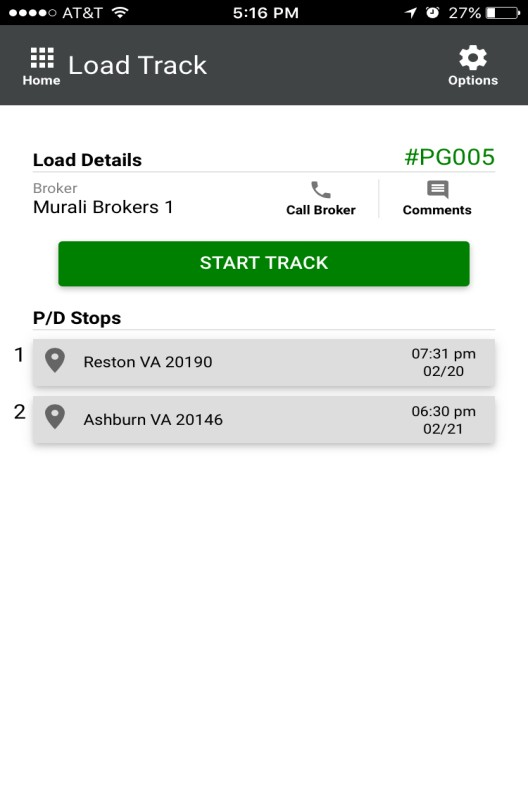 AT&T 5:16 PM 27%
Home Load Track Options
Load Details #PG005
Broker
Murali Brokers 1
Call Broker Comments
START TRACK
P/D Stops
1 Reston VA 20190 07:31 pm
02/20
2 Ashburn VA 20146 06:30 pm
02/21